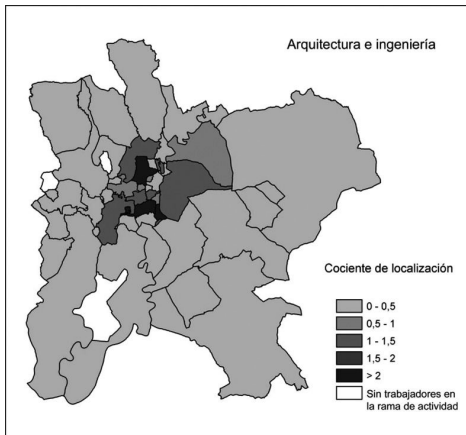 Arquitectura e ingeniería
Cociente de localización
0 - 0,5
0,5 - 1
1 - 1,5
1,5 - 2
> 2
Sin trabajadores en
la rama de actividad